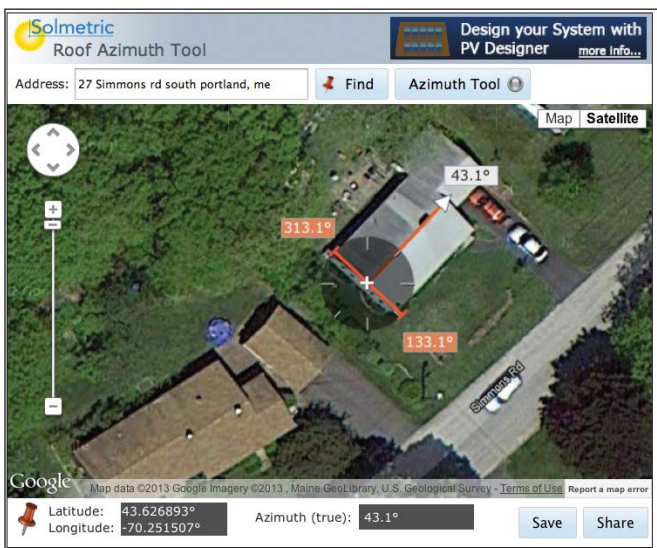 Solmetric
Roof Azimuth Tool
Design your System with
PV Designer more info...
Address: 27 Simmons rd south portland, me Find Azimuth Tool
Map Satellite
43.1°
313.1°
133.1°
Simmons Rd
Google Map data ©2013 Google Imagery ©2013 , Maine GeoLibrary, U.S. Geological Survey - Terms of Use Report a map error
Latitude: 43.626893° Azimuth (true): 43.1° Save Share
Longitude: -70.251507°